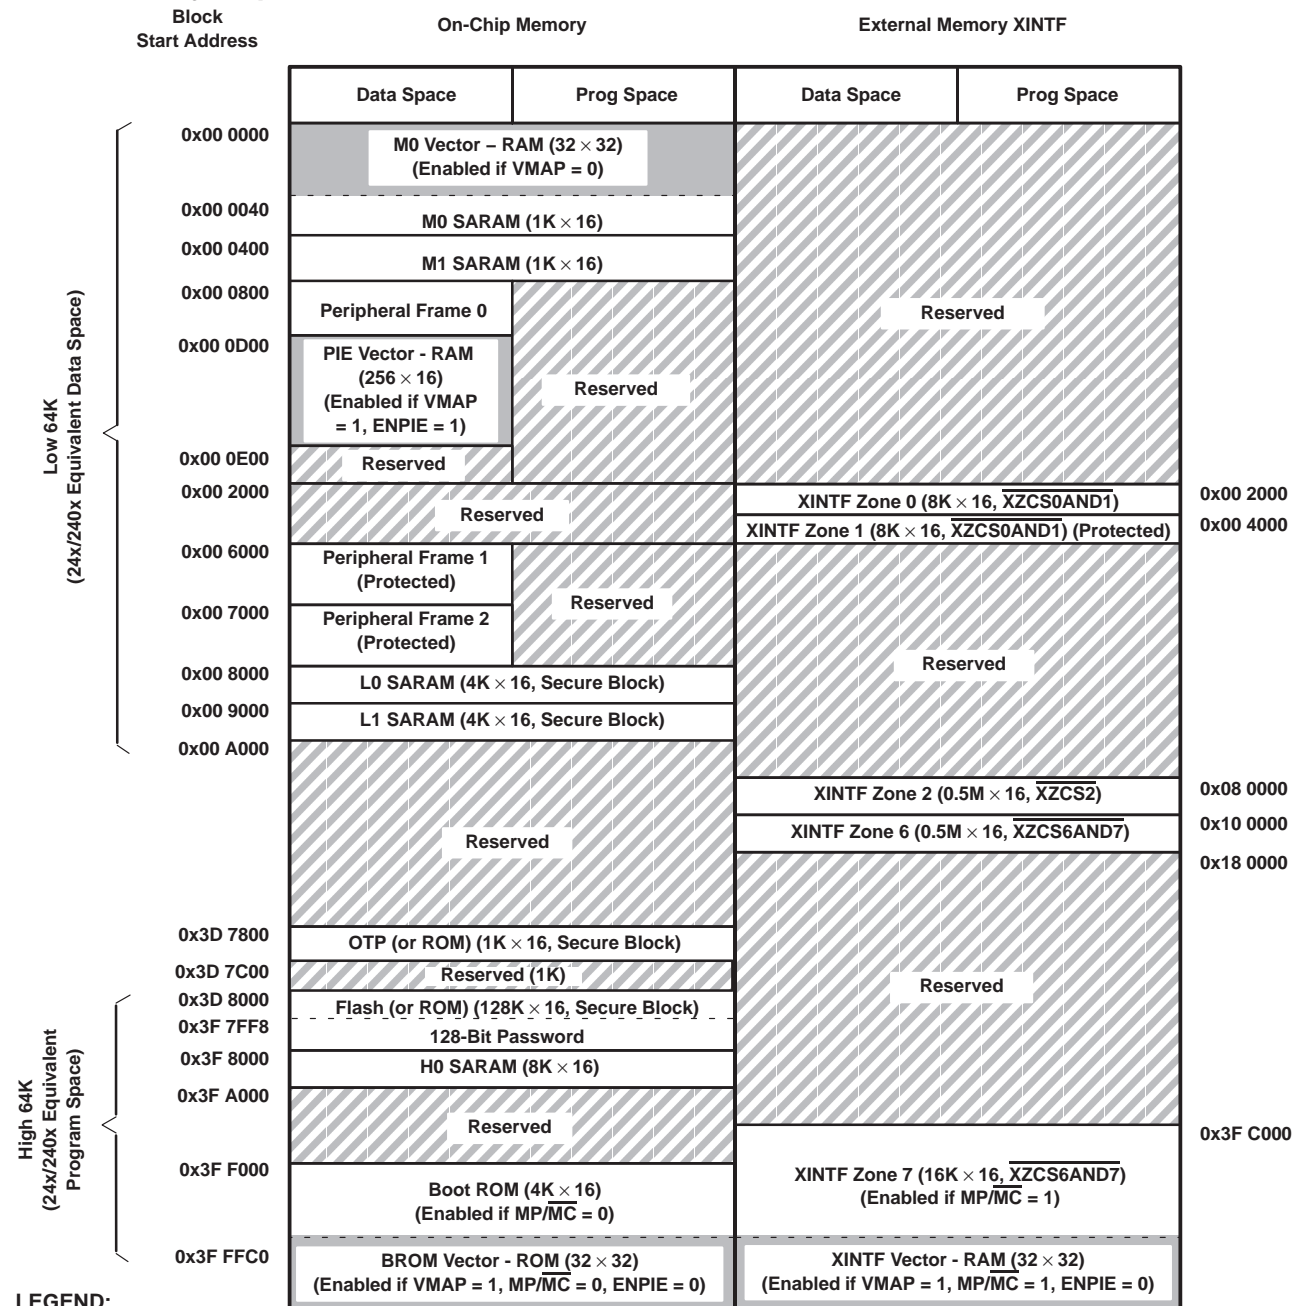 Block
Start Address
On-Chip Memory
External Memory XINTF
Data Space
Prog Space
Data Space
Prog Space
Low 64K
(24x/240x Equivalent Data Space)
0x00 0000
M0 Vector – RAM (32 × 32)
(Enabled if VMAP = 0)
0x00 0040
M0 SARAM (1K × 16)
0x00 0400
M1 SARAM (1K × 16)
0x00 0800
Peripheral Frame 0
0x00 0D00
PIE Vector - RAM
(256 × 16)
(Enabled if VMAP
= 1, ENPIE = 1)
Reserved
Reserved
0x00 0E00
Reserved
0x00 2000
Reserved
XINTF Zone 0 (8K × 16, XZCS0AND1)
0x00 2000
XINTF Zone 1 (8K × 16, XZCS0AND1) (Protected)
0x00 4000
0x00 6000
Peripheral Frame 1
(Protected)
Reserved
0x00 7000
Peripheral Frame 2
(Protected)
Reserved
0x00 8000
L0 SARAM (4K × 16, Secure Block)
0x00 9000
L1 SARAM (4K × 16, Secure Block)
0x00 A000
Reserved
XINTF Zone 2 (0.5M × 16, XZCS2)
0x08 0000
XINTF Zone 6 (0.5M × 16, XZCS6AND7)
0x10 0000
0x18 0000
0x3D 7800
OTP (or ROM) (1K × 16, Secure Block)
0x3D 7C00
Reserved (1K)
Reserved
High 64K
(24x/240x Equivalent
Program Space)
0x3D 8000
Flash (or ROM) (128K × 16, Secure Block)
0x3F 7FF8
128-Bit Password
0x3F 8000
H0 SARAM (8K × 16)
0x3F A000
Reserved
0x3F C000
0x3F F000
Boot ROM (4K × 16)
(Enabled if MP/MC = 0)
XINTF Zone 7 (16K × 16, XZCS6AND7)
(Enabled if MP/MC = 1)
0x3F FFC0
BROM Vector - ROM (32 × 32)
(Enabled if VMAP = 1, MP/MC = 0, ENPIE = 0)
XINTF Vector - RAM (32 × 32)
(Enabled if VMAP = 1, MP/MC = 1, ENPIE = 0)
LEGEND: